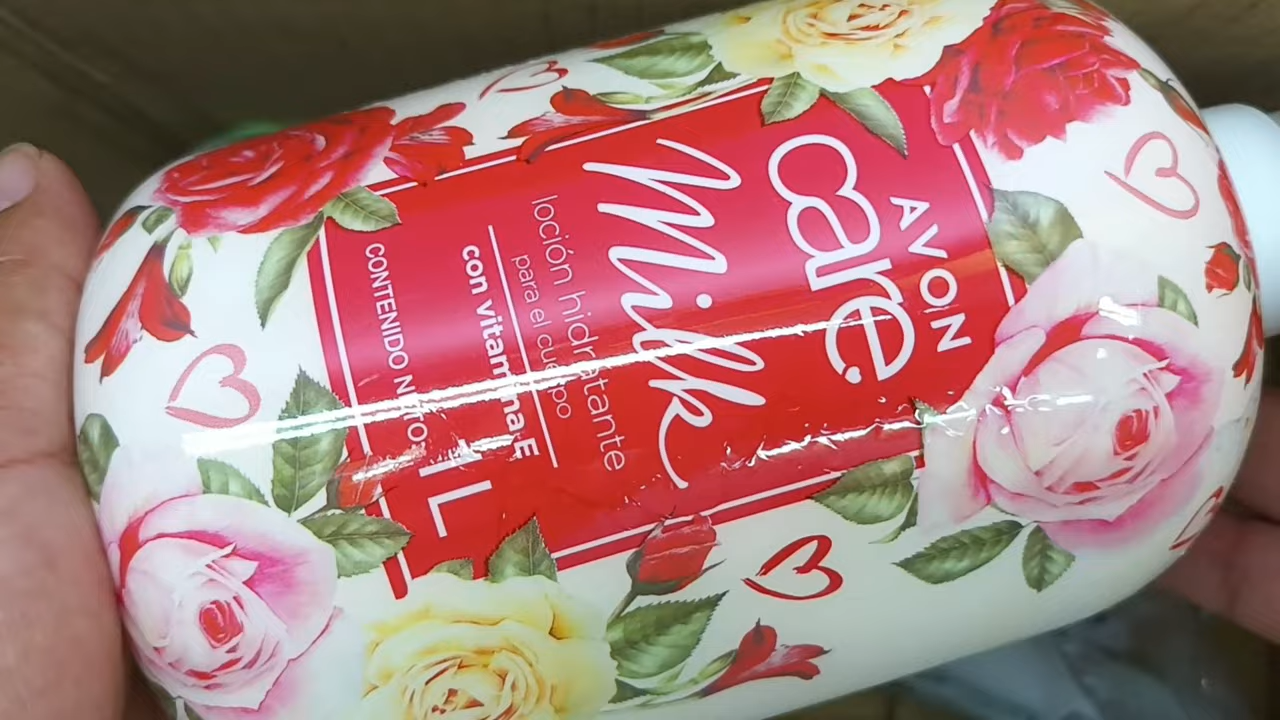 AVON
care.
Milk
loción hidratante
para el cuerpo
con vitamina E
CONTENIDO NETO: 1 L